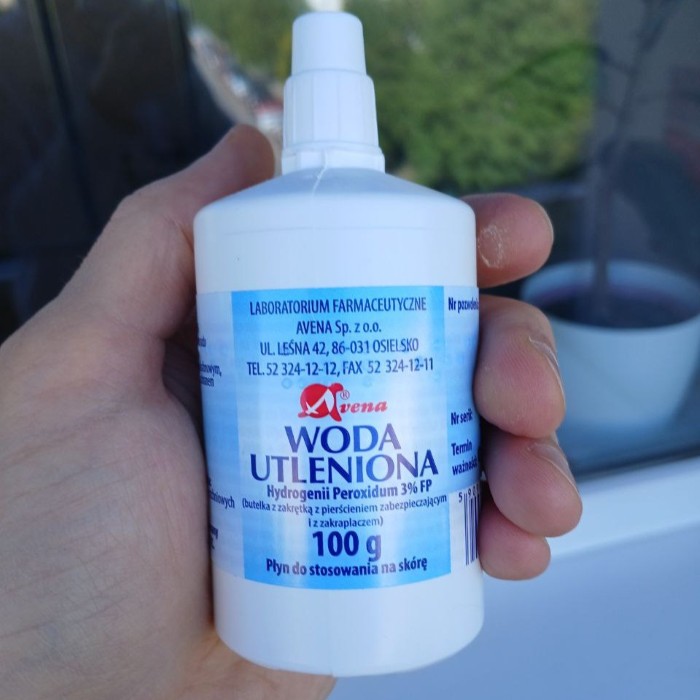 LABORATORIUM FARMACEUTYCZNE
AVENA Sp. z o.o.
UL. LEŚNA 42, 86-031 OSIELSKO
TEL. 52 324-12-12, FAX 52 324-12-11
Avena®
WODA
UTLENIONA
Hydrogenii Peroxidum 3% FP
(butelka z zakrętką z pierścieniem zabezpieczającym
i z zakraplaczem)
100 g
Płyn do stosowania na skórę
Nr
Nr serii:
Termin